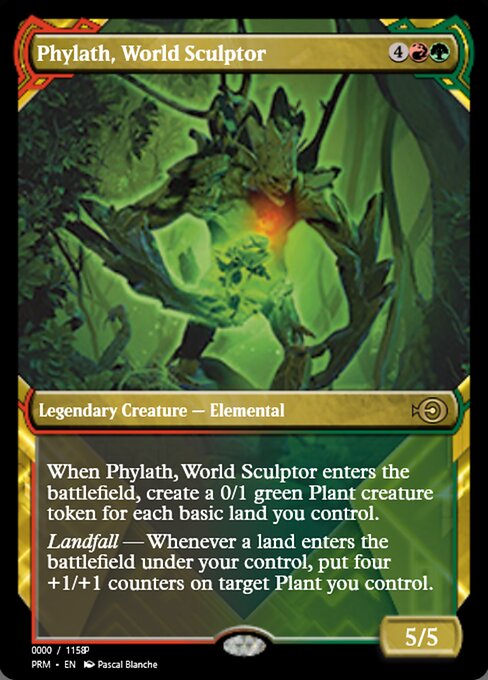 Phylath, World Sculptor 4
Legendary Creature — Elemental
When Phylath, World Sculptor enters the
battlefield, create a 0/1 green Plant creature
token for each basic land you control.
Landfall — Whenever a land enters the
battlefield under your control, put four
+1/+1 counters on target Plant you control.
5/5
0000 / 1158P
PRM • EN Pascal Blanche